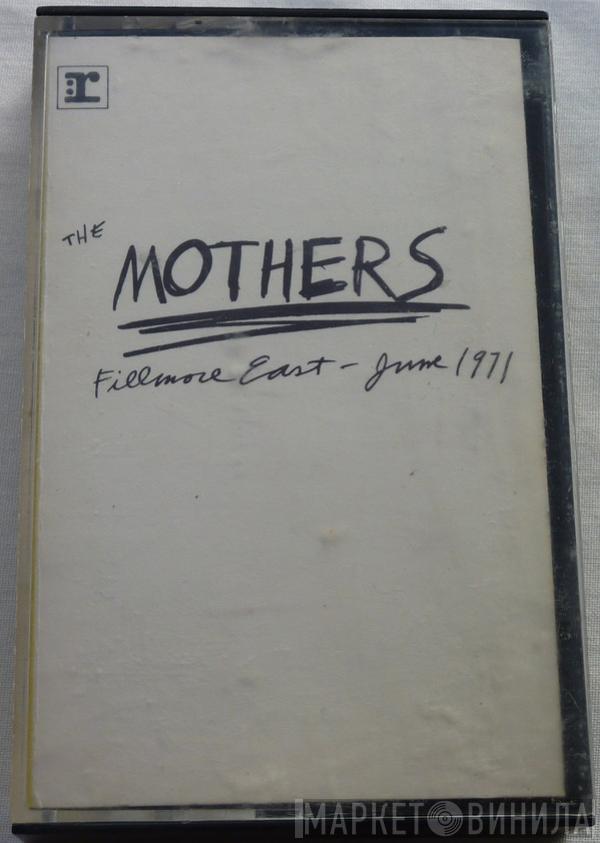 r
THE
MOTHERS
Fillmore East - June 1971
МАРКЕТ ВИНИЛА